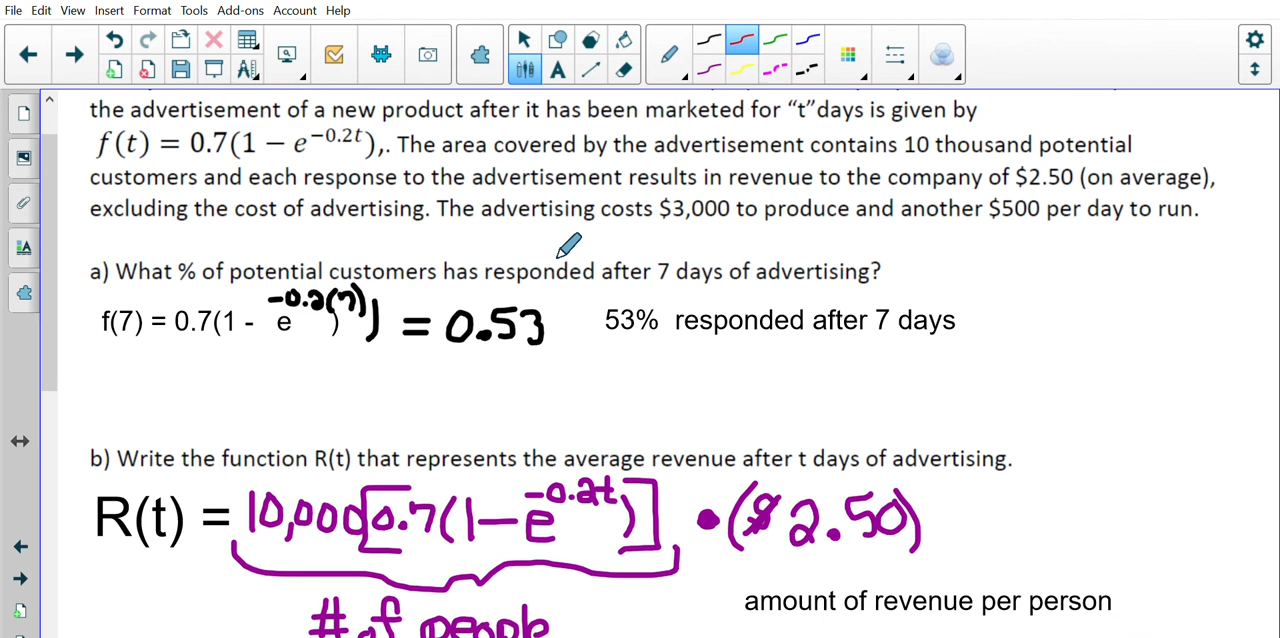 File Edit View Insert Format Tools Add-ons Account Help
the advertisement of a new product after it has been marketed for “t”days is given by
f(t) = 0.7(1 − e^−0.2t),. The area covered by the advertisement contains 10 thousand potential
customers and each response to the advertisement results in revenue to the company of $2.50 (on average),
excluding the cost of advertising. The advertising costs $3,000 to produce and another $500 per day to run.
a) What % of potential customers has responded after 7 days of advertising?
f(7) = 0.7(1 - e^-0.2(7))) = 0.53 53% responded after 7 days
b) Write the function R(t) that represents the average revenue after t days of advertising.
R(t) = 10,000[0.7(1-e^-0.2t)] • ($2.50)
amount of revenue per person
# of people